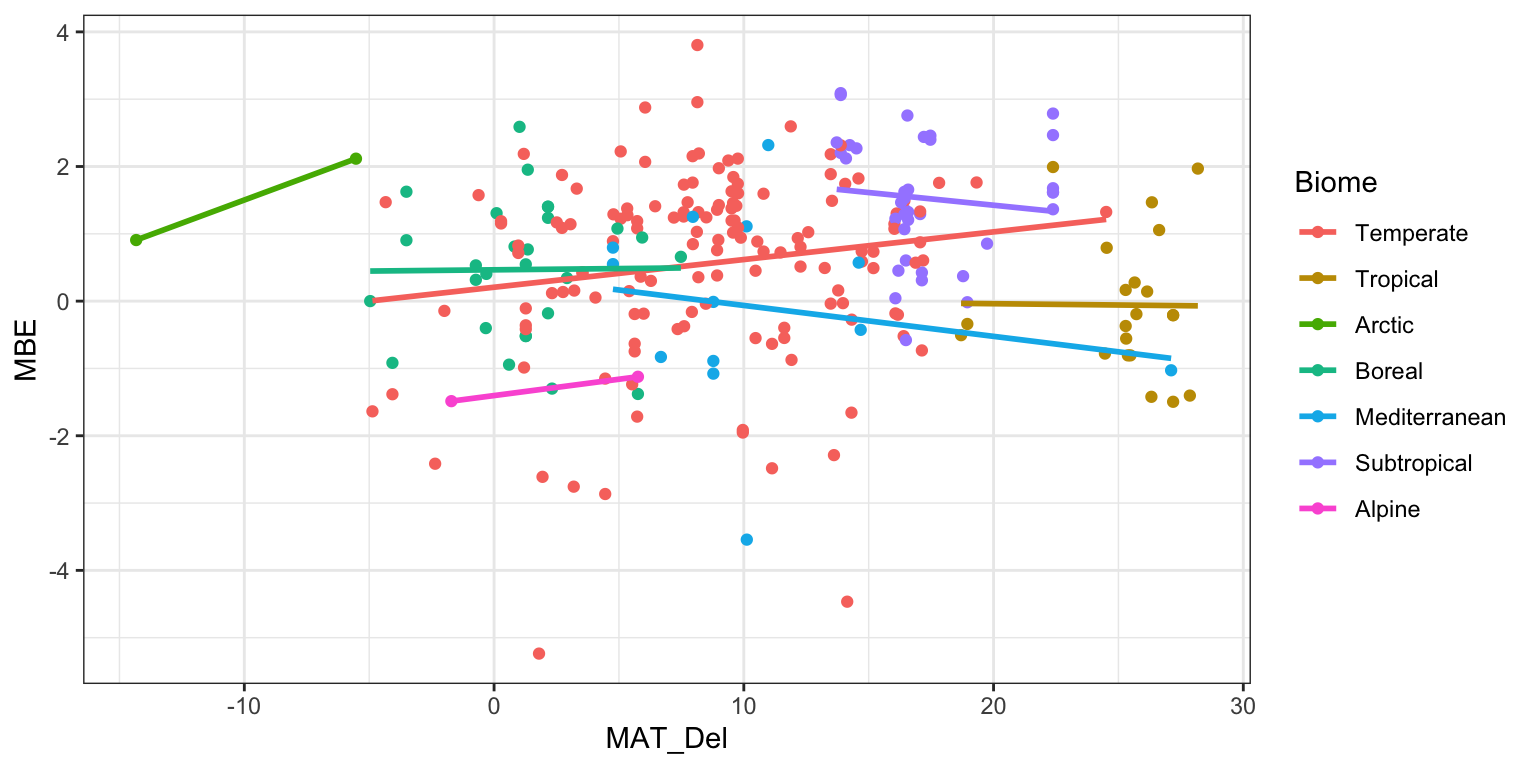 4
2
0
-2
-4
MBE
-10
0
10
20
30
MAT_Del
Biome
Temperate
Tropical
Arctic
Boreal
Mediterranean
Subtropical
Alpine